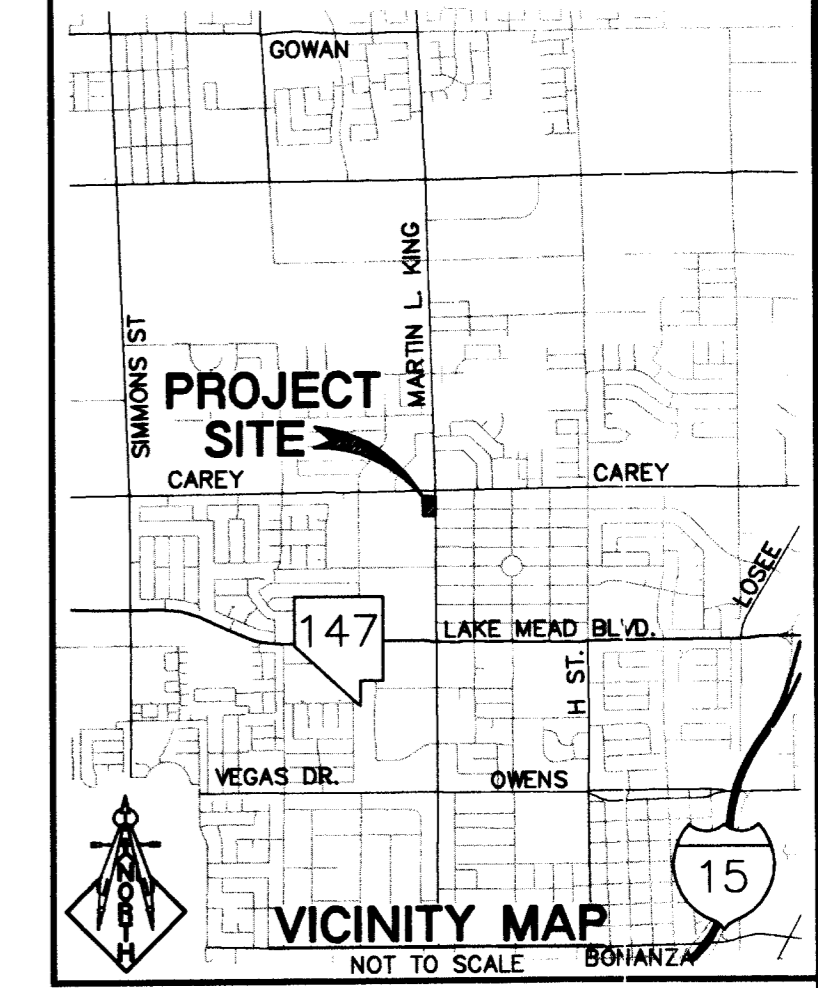 GOWAN
MARTIN L. KING
SIMMONS ST
PROJECT
SITE
CAREY
CAREY
LOSEE
147
LAKE MEAD BLVD.
H ST.
VEGAS DR.
OWENS
NORTH
15
VICINITY MAP
NOT TO SCALE
BONANZA